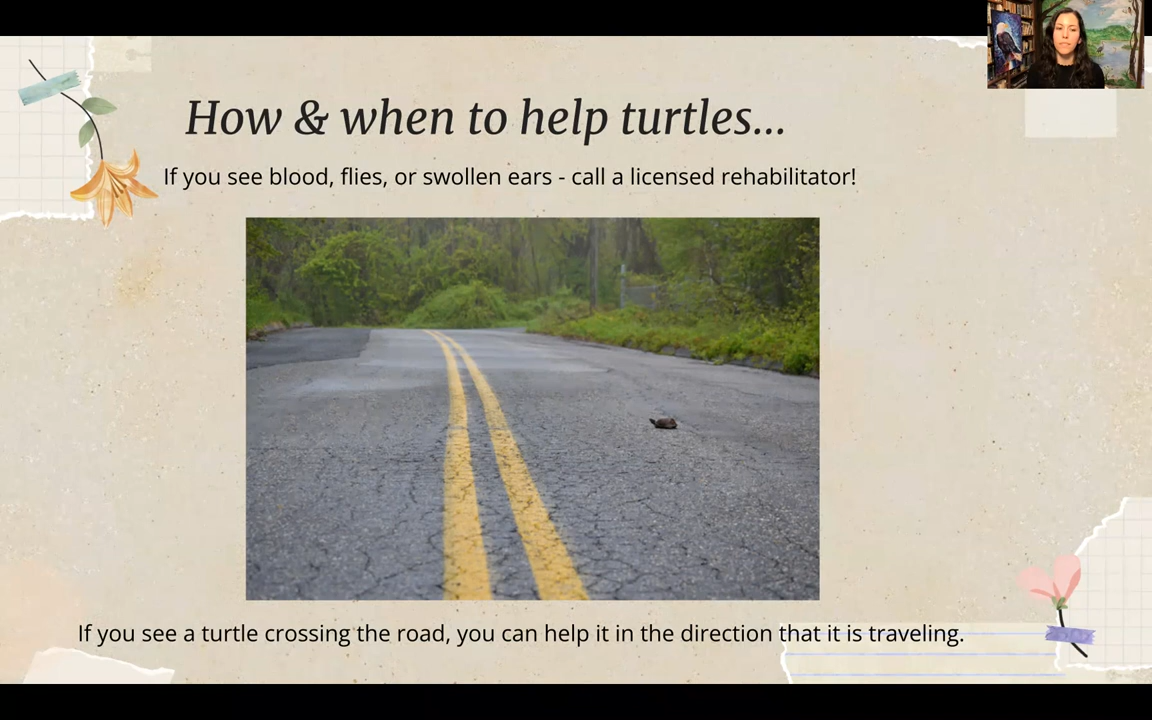 How & when to help turtles...
If you see blood, flies, or swollen ears - call a licensed rehabilitator!
If you see a turtle crossing the road, you can help it in the direction that it is traveling.